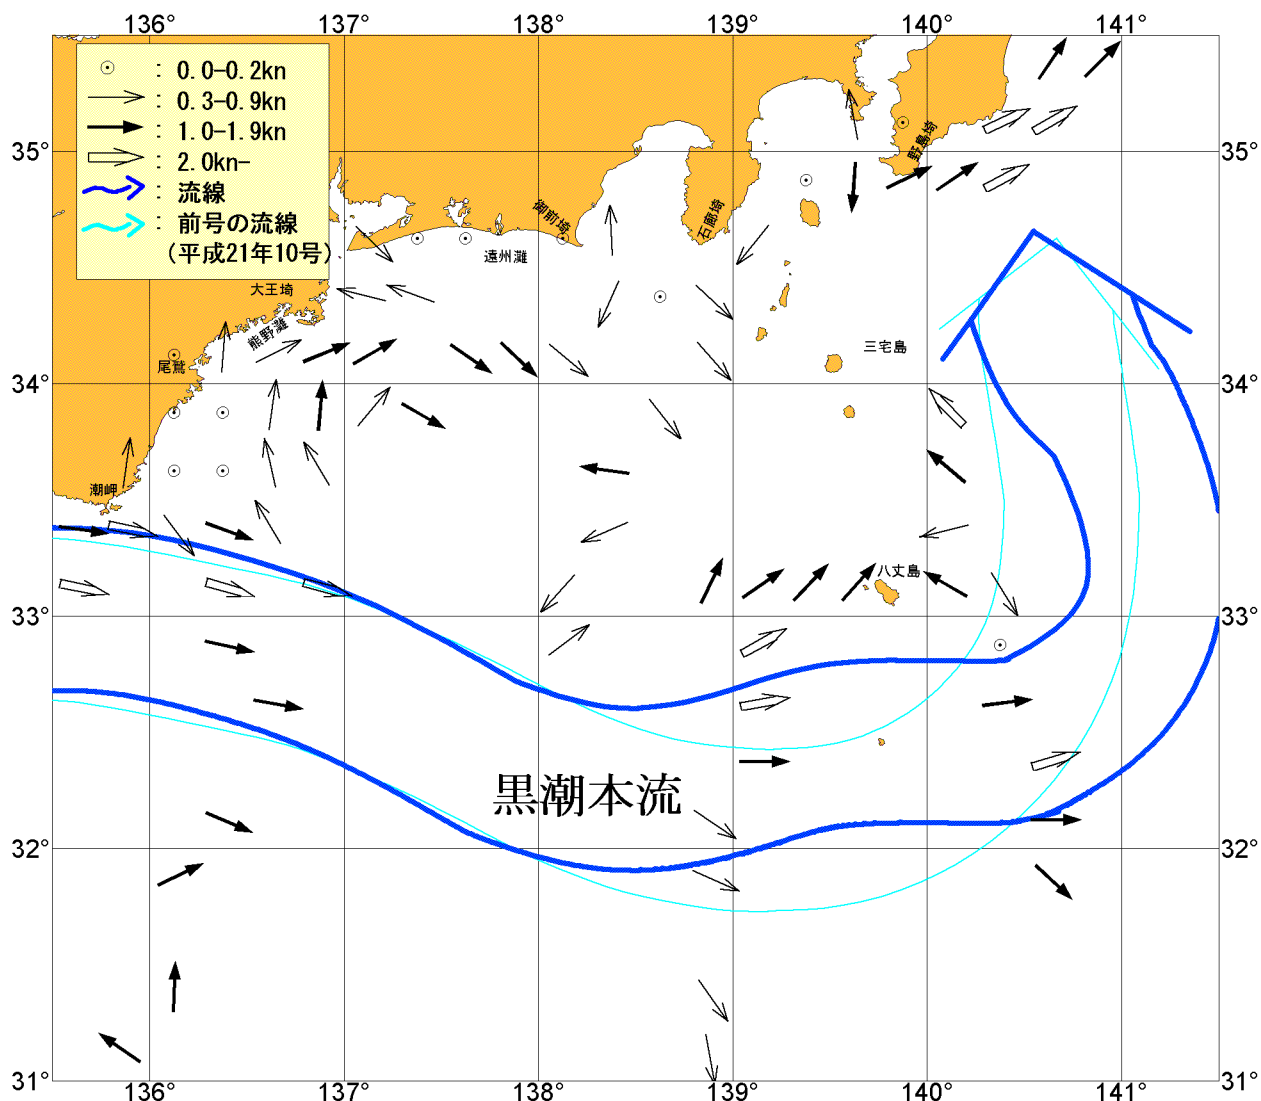 136° 137° 138° 139° 140° 141°
: 0.0-0.2kn
: 0.3-0.9kn
: 1.0-1.9kn
: 2.0kn-
: 流線
: 前号の流線
(平成21年10号)
35° 35°
野島埼
御前埼
石廊埼
遠州灘
大王埼
熊野灘
三宅島
尾鷲
34° 34°
潮岬
八丈島
33° 33°
黒潮本流
32° 32°
31° 31°
136° 137° 138° 139° 140° 141°